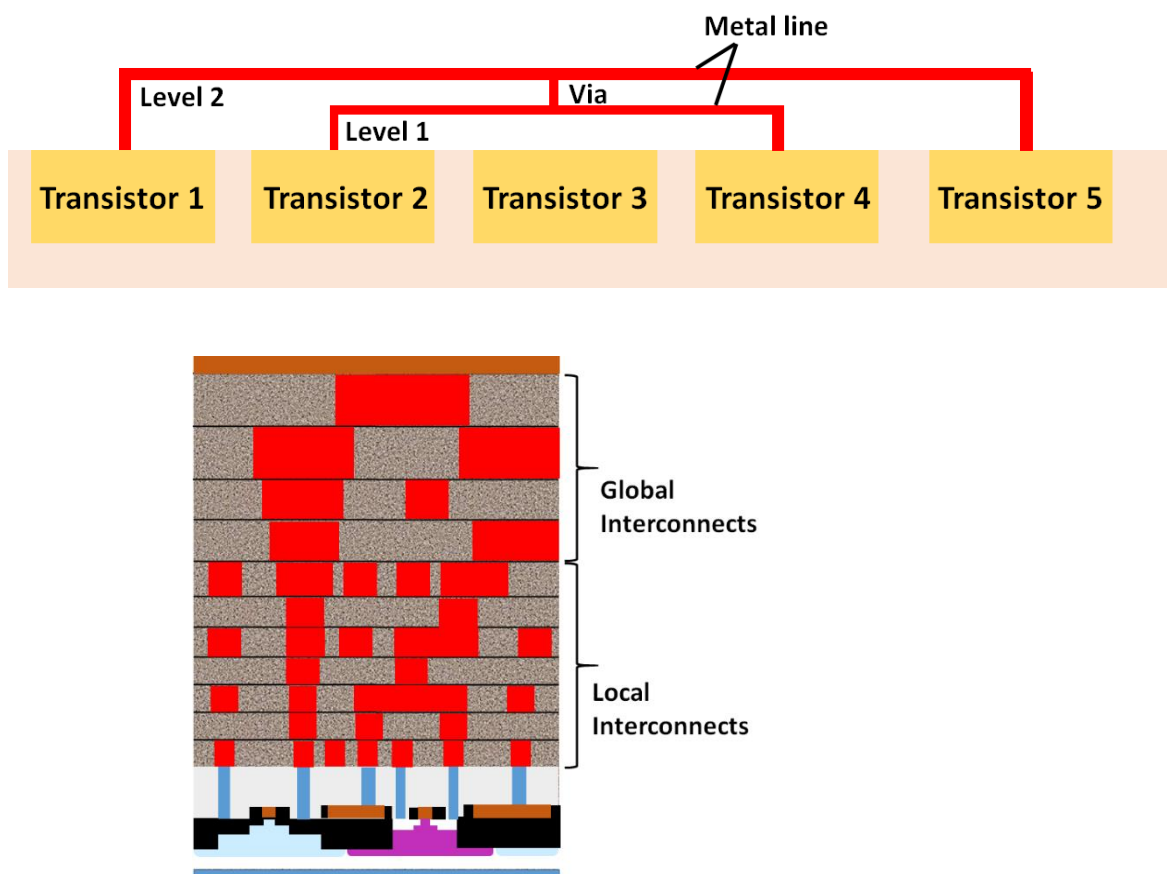 Metal line
Level 2
Via
Level 1
Transistor 1
Transistor 2
Transistor 3
Transistor 4
Transistor 5
Global
Interconnects
Local
Interconnects